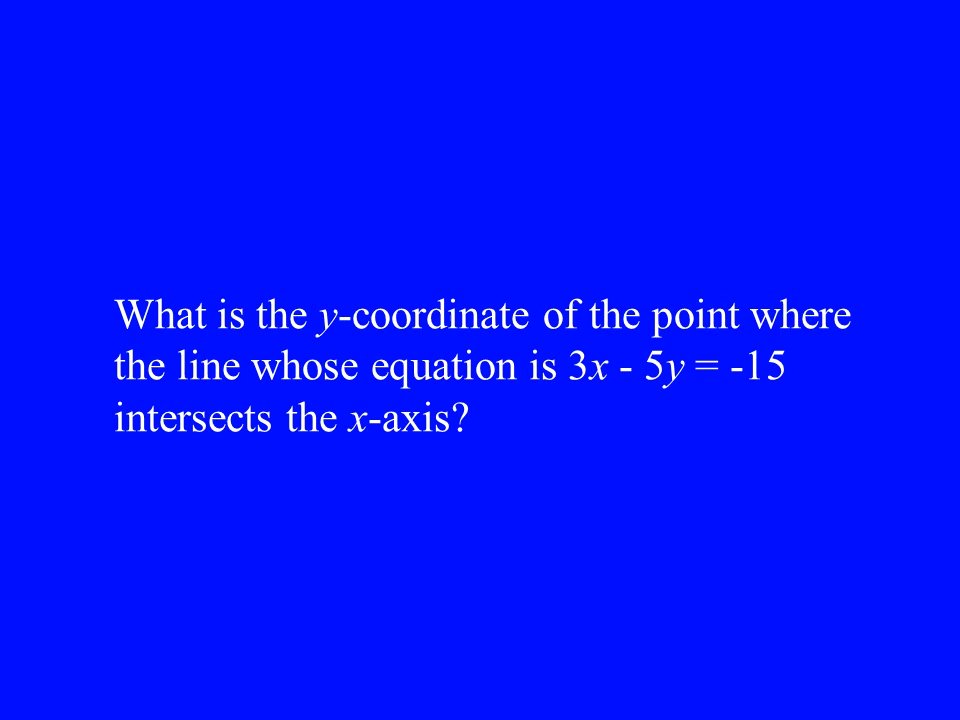 What is the y-coordinate of the point where
the line whose equation is 3x - 5y = -15
intersects the x-axis?